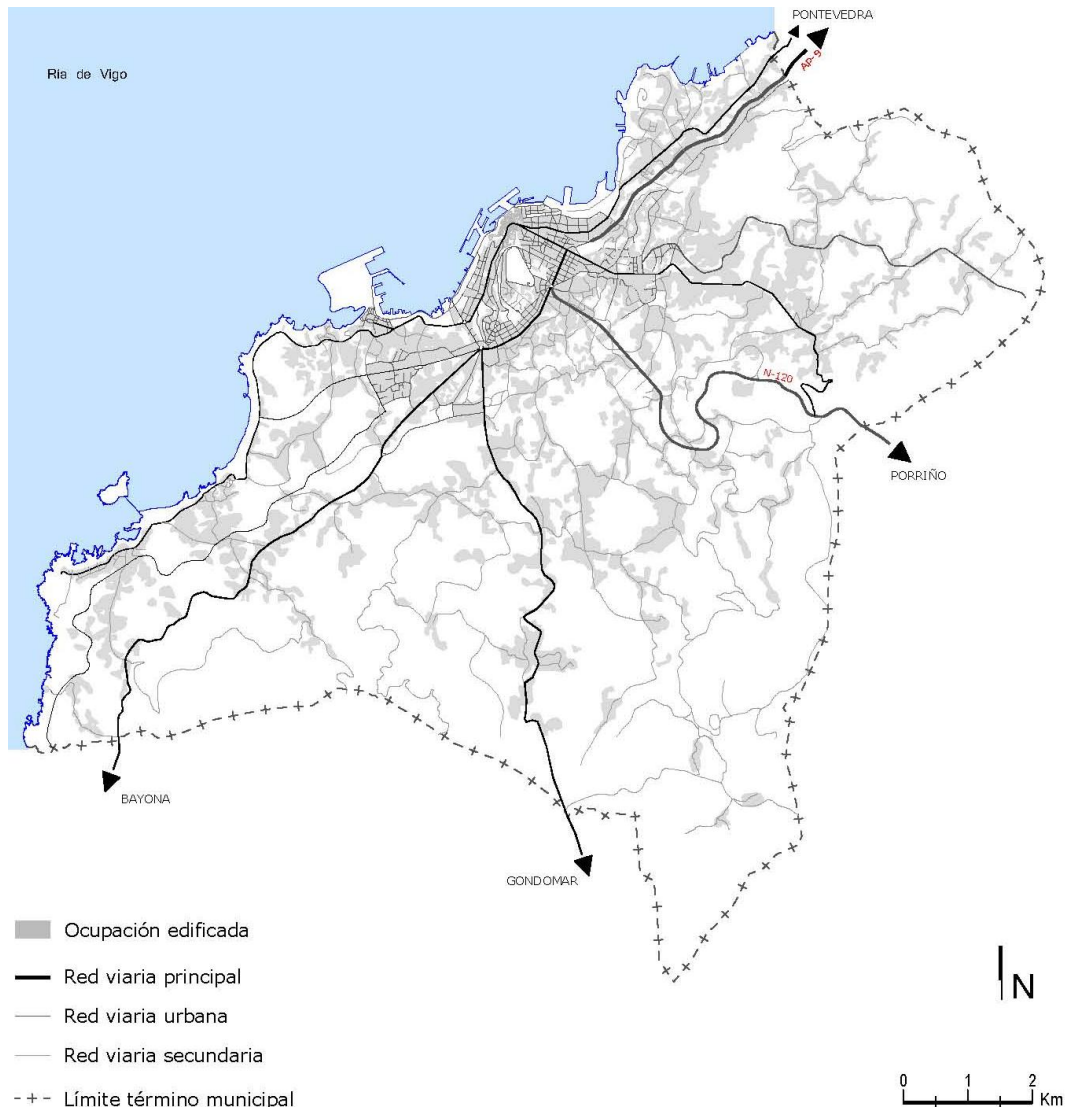 PONTEVEDRA
AP-9
Ría de Vigo
N-120
PORRIÑO
BAYONA
GONDOMAR
Ocupación edificada
Red viaria principal
Red viaria urbana
Red viaria secundaria
Límite término municipal
N
0 1 2
Km